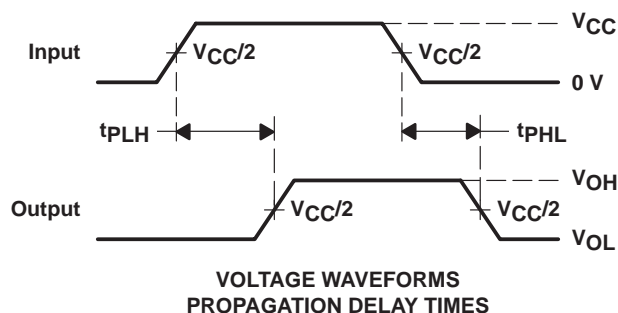 VCC
Input
VCC/2
VCC/2
0 V
tPLH
tPHL
VOH
Output
VCC/2
VCC/2
VOL
VOLTAGE WAVEFORMS
PROPAGATION DELAY TIMES